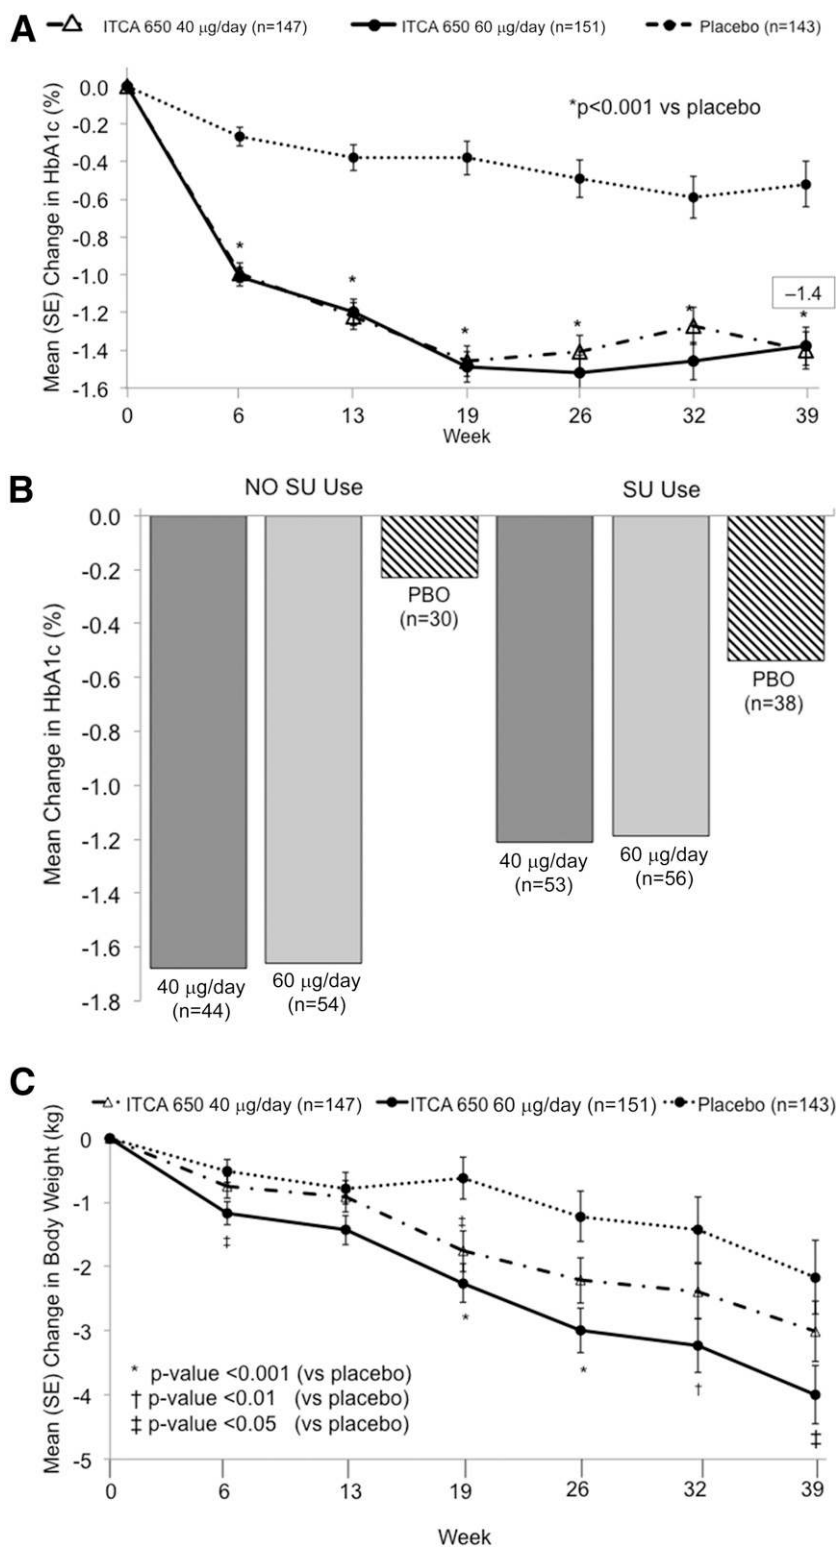 A
ITCA 650 40 µg/day (n=147) ITCA 650 60 µg/day (n=151) Placebo (n=143)
Mean (SE) Change in HbA1c (%)
0.0
-0.2
-0.4
-0.6
-0.8
-1.0
-1.2
-1.4
-1.6
*p<0.001 vs placebo
*
*
*
*
*
*
–1.4
0 6 13 19 26 32 39
Week
B
NO SU Use SU Use
Mean Change in HbA1c (%)
0.0
-0.2
-0.4
-0.6
-0.8
-1.0
-1.2
-1.4
-1.6
-1.8
40 µg/day
(n=44)
60 µg/day
(n=54)
PBO
(n=30)
40 µg/day
(n=53)
60 µg/day
(n=56)
PBO
(n=38)
C
ITCA 650 40 µg/day (n=147) ITCA 650 60 µg/day (n=151) Placebo (n=143)
Mean (SE) Change in Body Weight (kg)
0
-1
-2
-3
-4
-5
‡
‡
*
*
†
‡
* p-value <0.001 (vs placebo)
† p-value <0.01 (vs placebo)
‡ p-value <0.05 (vs placebo)
0 6 13 19 26 32 39
Week